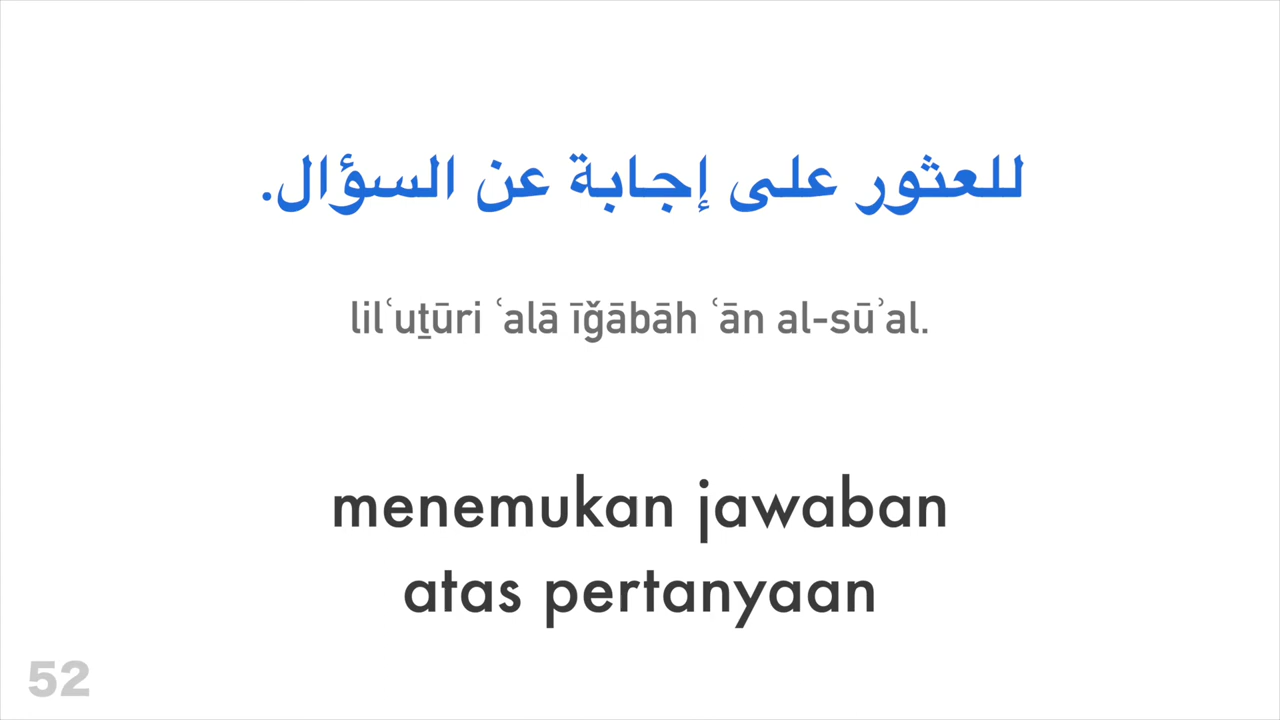 للعثور على إجابة عن السؤال.
lilʿuṯūri ʿalā īǧābāh ʿān al-sūʾal.
menemukan jawaban
atas pertanyaan
52